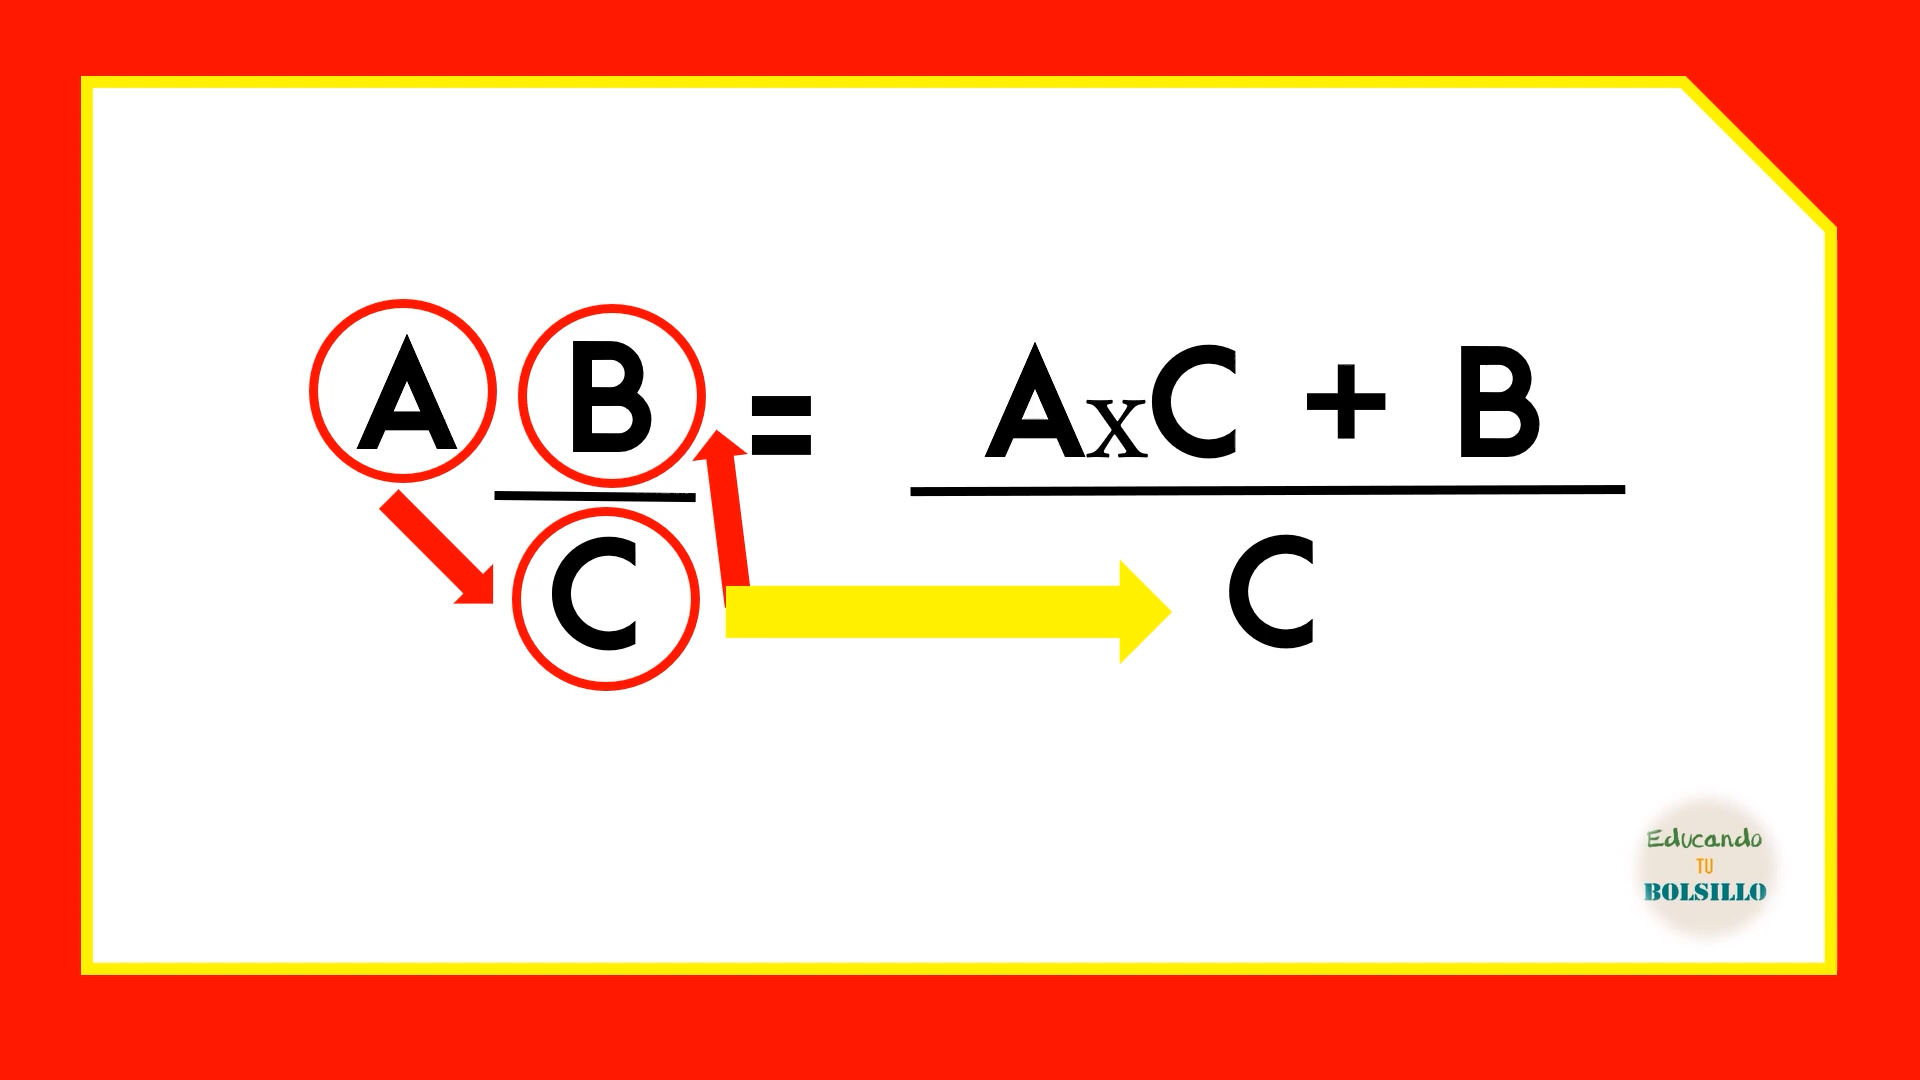 A B = AxC + B
C C
Educando
TU
BOLSILLO